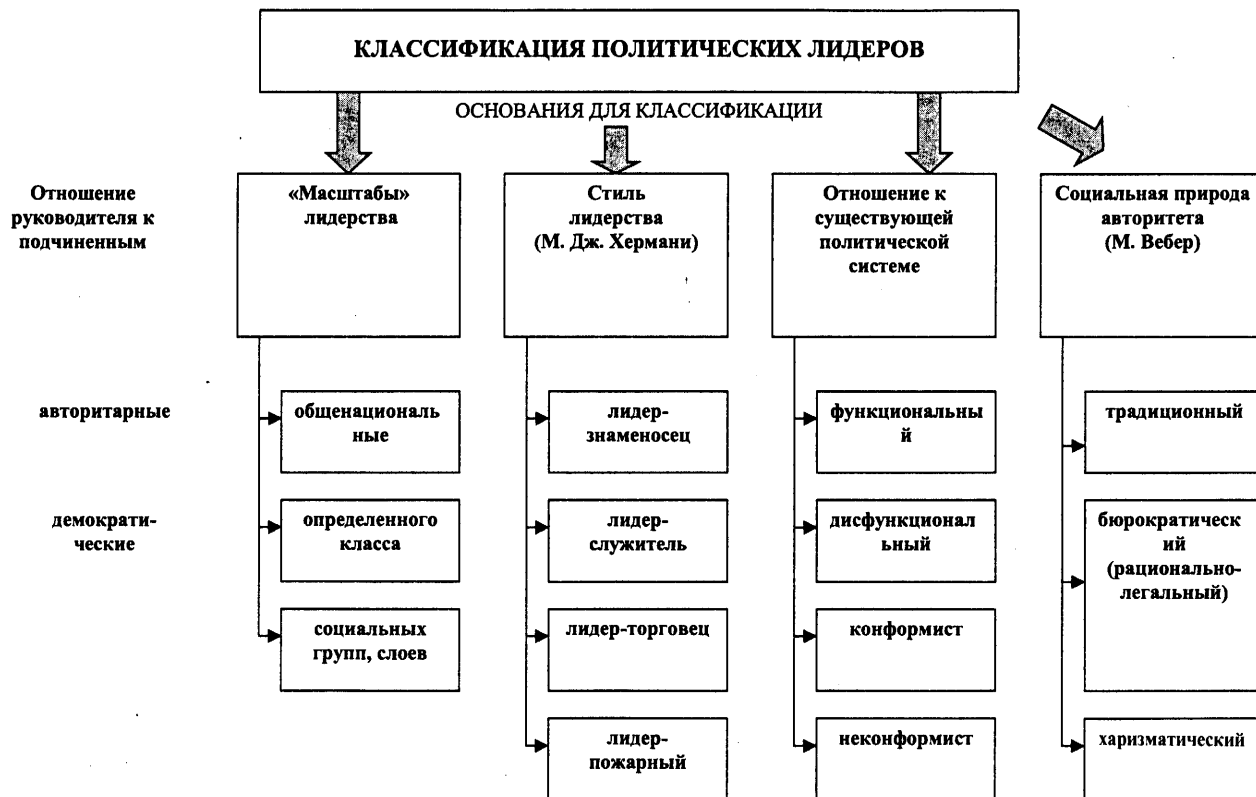 КЛАССИФИКАЦИЯ ПОЛИТИЧЕСКИХ ЛИДЕРОВ
ОСНОВАНИЯ ДЛЯ КЛАССИФИКАЦИИ
Отношение
руководителя к
подчиненным
авторитарные
демократи-
ческие
«Масштабы»
лидерства
общенациональ
ные
определенного
класса
социальных
групп, слоев
Стиль
лидерства
(М. Дж. Хермани)
лидер-
знаменосец
лидер-
служитель
лидер-торговец
лидер-
пожарный
Отношение к
существующей
политической
системе
функциональны
й
дисфункционал
ьный
конформист
неконформист
Социальная природа
авторитета
(М. Вебер)
традиционный
бюрократическ
ий
(рационально-
легальный)
харизматический